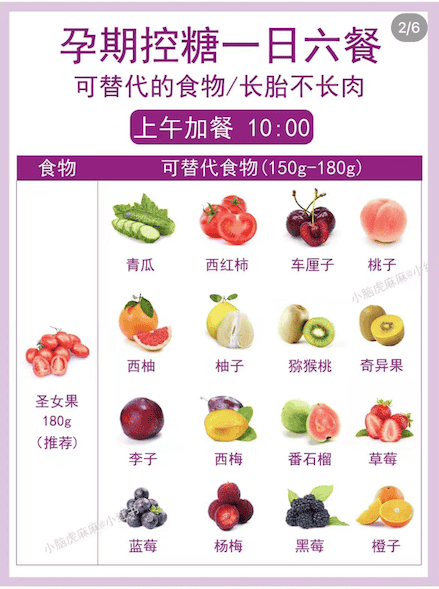 孕期控糖一日六餐
2/6
可替代的食物/长胎不长肉
上午加餐 10:00
食物
可替代食物(150g-180g)
青瓜
西红柿
车厘子
桃子
西柚
柚子
猕猴桃
奇异果
圣女果
180g
(推荐)
李子
西梅
番石榴
草莓
蓝莓
杨梅
黑莓
橙子
小脑虎麻麻@小
小脑虎麻麻@小